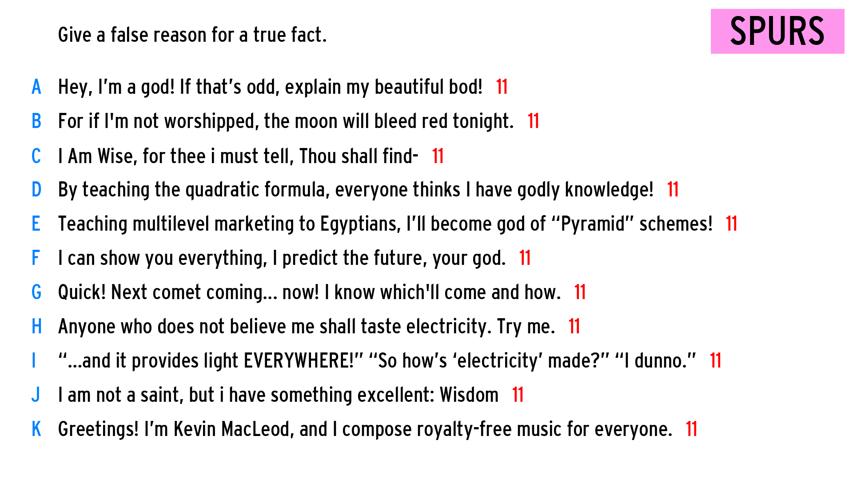 Give a false reason for a true fact.
SPURS
A Hey, I'm a god! If that's odd, explain my beautiful bod! 11
B For if I'm not worshipped, the moon will bleed red tonight. 11
C I Am Wise, for thee i must tell, Thou shall find- 11
D By teaching the quadratic formula, everyone thinks I have godly knowledge! 11
E Teaching multilevel marketing to Egyptians, I'll become god of “Pyramid” schemes! 11
F I can show you everything, I predict the future, your god. 11
G Quick! Next comet coming... now! I know which'll come and how. 11
H Anyone who does not believe me shall taste electricity. Try me. 11
I “...and it provides light EVERYWHERE!” “So how's ‘electricity’ made?” “I dunno.” 11
J I am not a saint, but i have something excellent: Wisdom 11
K Greetings! I'm Kevin MacLeod, and I compose royalty-free music for everyone. 11